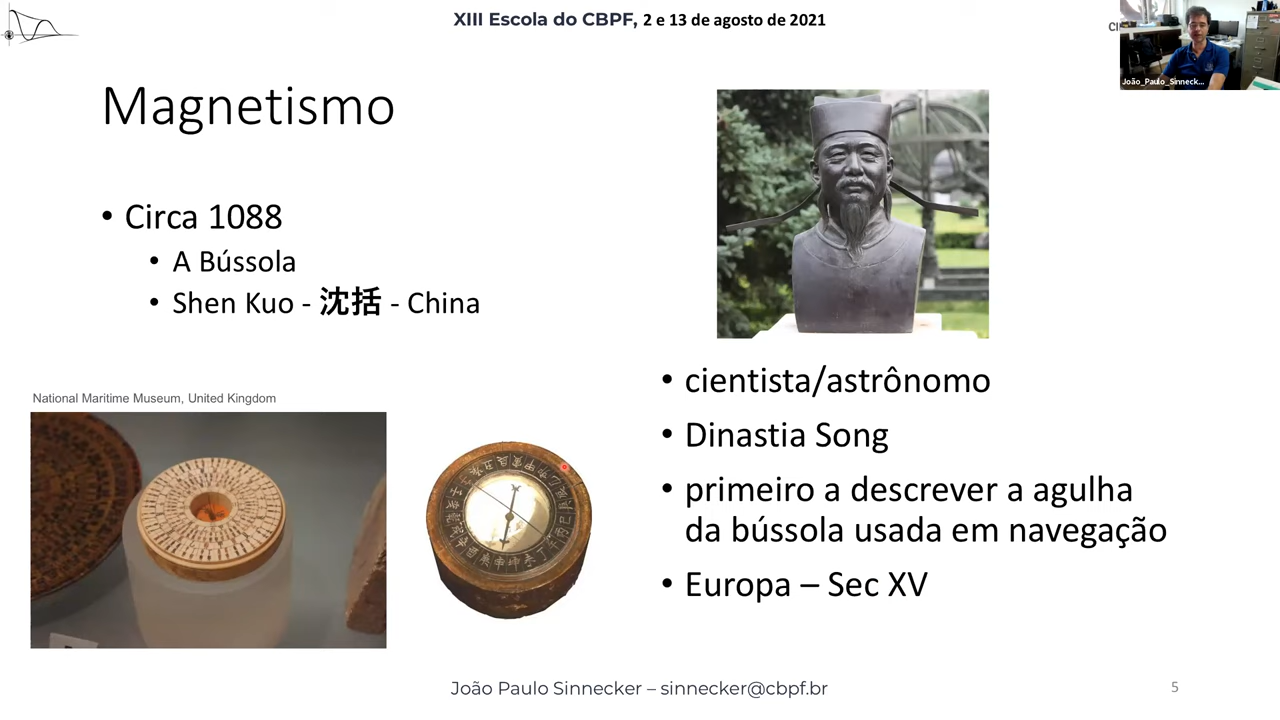 XIII Escola do CBPF, 2 e 13 de agosto de 2021
João_Paulo_Sinneck...
Magnetismo
• Circa 1088
• A Bússola
• Shen Kuo - 沈括 - China
National Maritime Museum, United Kingdom
• cientista/astrônomo
• Dinastia Song
• primeiro a descrever a agulha
da bússola usada em navegação
• Europa – Sec XV
João Paulo Sinnecker – sinnecker@cbpf.br
5